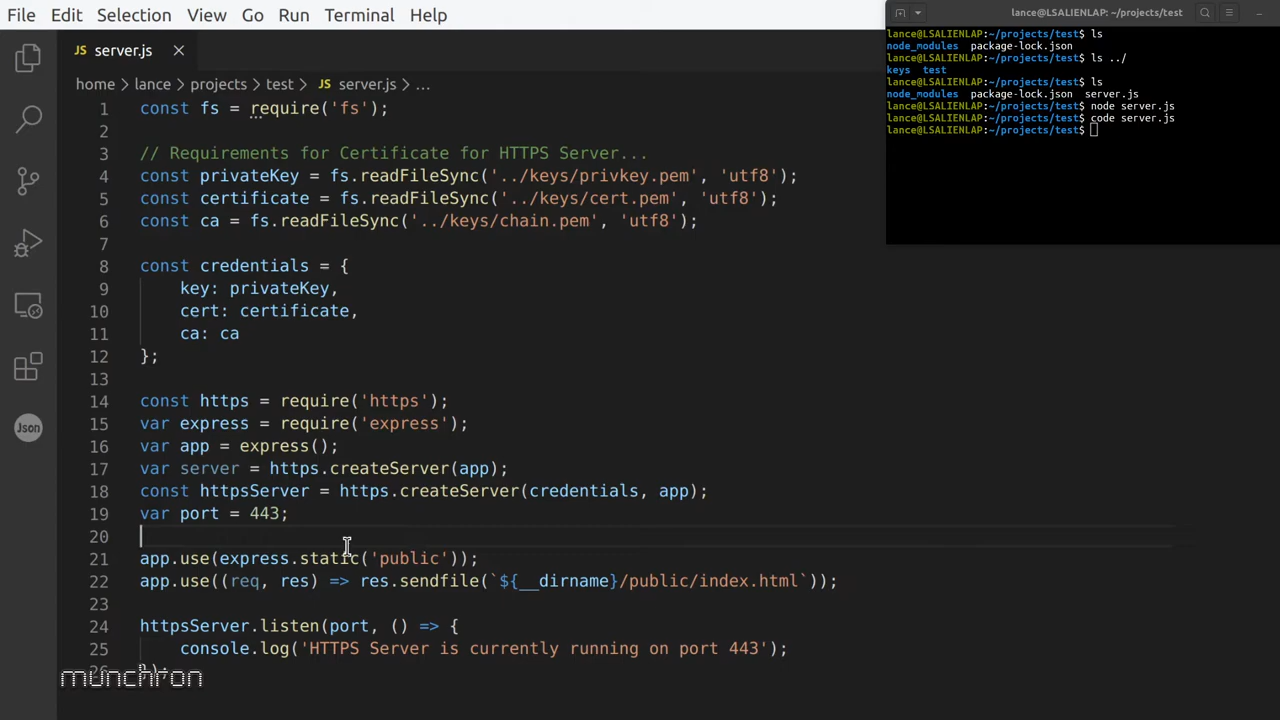 File Edit Selection View Go Run Terminal Help
server.js
home › lance › projects › test › JS server.js › ...
1 const fs = require('fs');
2
3 // Requirements for Certificate for HTTPS Server...
4 const privateKey = fs.readFileSync('../keys/privkey.pem', 'utf8');
5 const certificate = fs.readFileSync('../keys/cert.pem', 'utf8');
6 const ca = fs.readFileSync('../keys/chain.pem', 'utf8');
7
8 const credentials = {
9 key: privateKey,
10 cert: certificate,
11 ca: ca
12 };
13
14 const https = require('https');
15 var express = require('express');
16 var app = express();
17 var server = https.createServer(app);
18 const httpsServer = https.createServer(credentials, app);
19 var port = 443;
20
21 app.use(express.static('public'));
22 app.use((req, res) => res.sendfile(`${__dirname}/public/index.html`));
23
24 httpsServer.listen(port, () => {
25 console.log('HTTPS Server is currently running on port 443');
26 });
munchron
Json
lance@LSALIENLAP: ~/projects/test
lance@LSALIENLAP:~/projects/test$ ls
node_modules package-lock.json
lance@LSALIENLAP:~/projects/test$ ls ../
keys test
lance@LSALIENLAP:~/projects/test$ ls
node_modules package-lock.json server.js
lance@LSALIENLAP:~/projects/test$ node server.js
lance@LSALIENLAP:~/projects/test$ code server.js
lance@LSALIENLAP:~/projects/test$